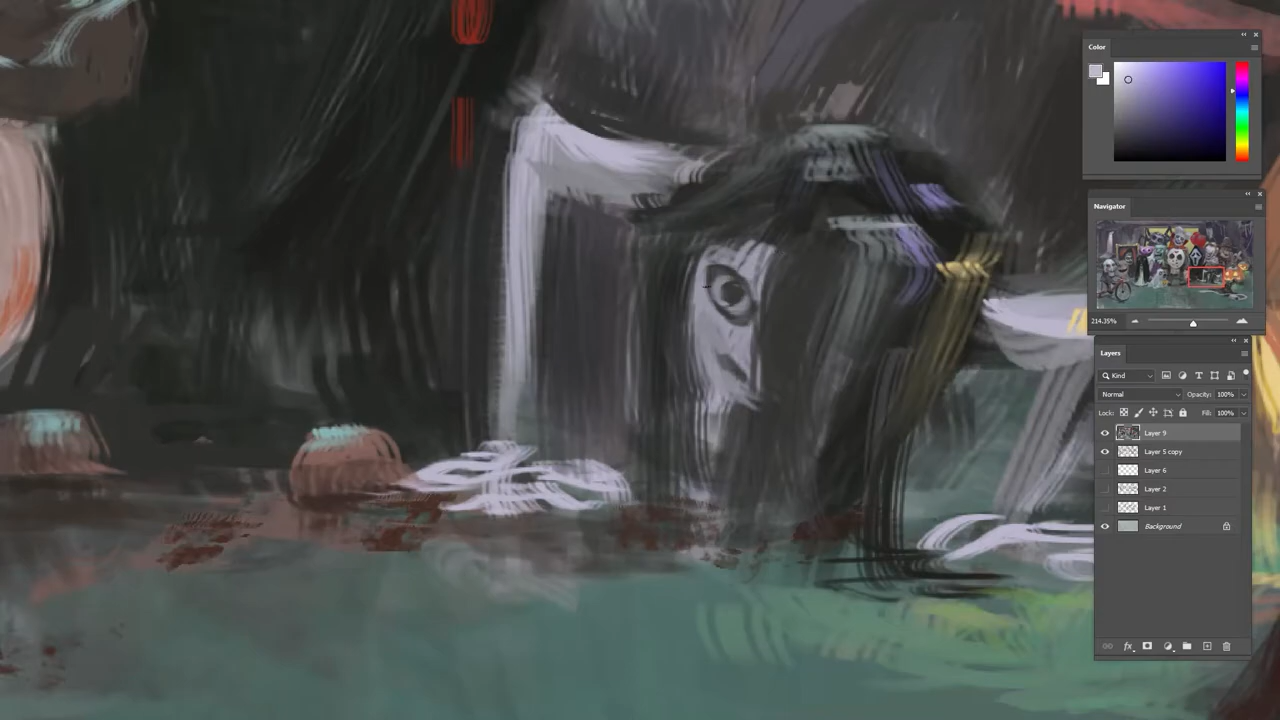 Color
Navigator
214.35%
Layers
Kind
Normal
Opacity: 100%
Lock:
Fill: 100%
Layer 9
Layer 5 copy
Layer 6
Layer 2
Layer 1
Background
fx